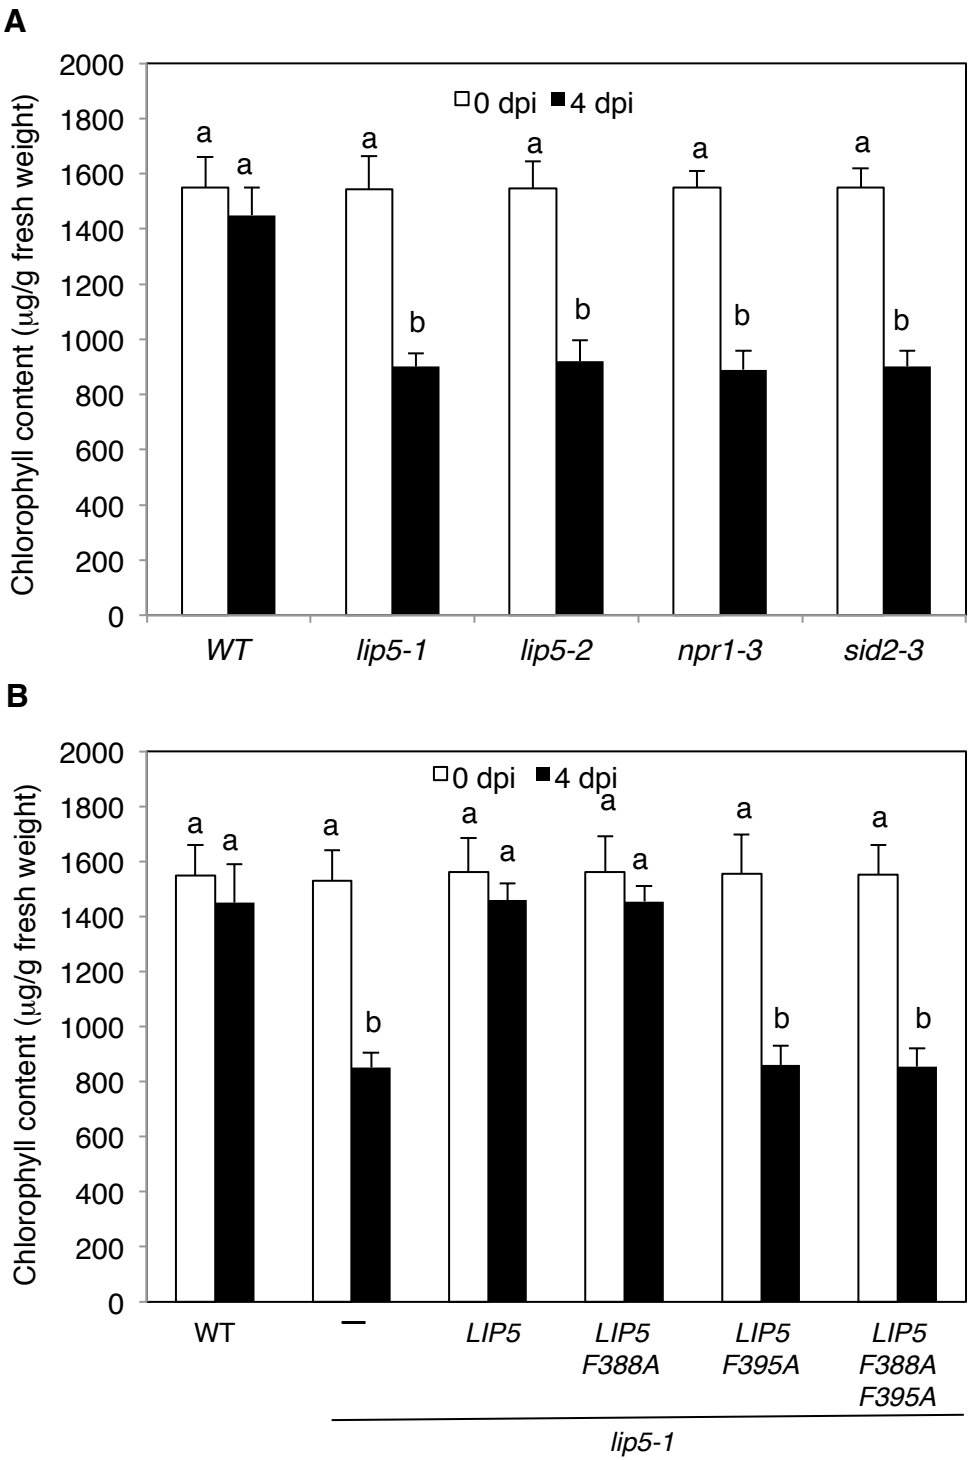 A
Chlorophyll content (μg/g fresh weight)
2000
1800
1600
1400
1200
1000
800
600
400
200
0
0 dpi 4 dpi
a a a b a b a b a b
WT lip5-1 lip5-2 npr1-3 sid2-3
B
Chlorophyll content (μg/g fresh weight)
2000
1800
1600
1400
1200
1000
800
600
400
200
0
0 dpi 4 dpi
a a a b a a a a a b a b
WT — LIP5 LIP5 LIP5 LIP5
F388A F395A F388A
F395A
lip5-1